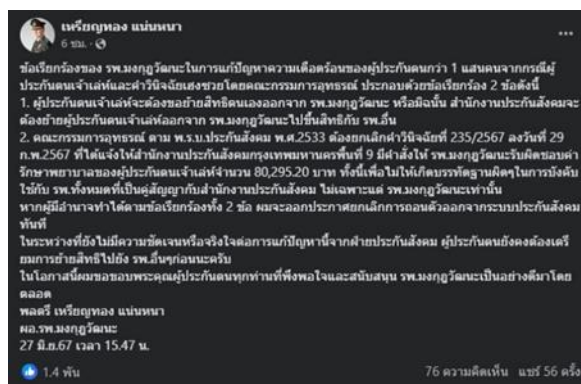 เหรียญทอง แน่นหนา
6 ชม.
ข้อเรียกร้องของ รพ.มงกุฎวัฒนะในการแก้ปัญหาความเดือดร้อนของผู้ประกันตนกว่า 1 แสนคนจากกรณีผู้
ประกันตนเจ้าเล่ห์และคำวินิจฉัยเฮงซวยโดยคณะกรรมการอุทธรณ์ ประกอบด้วยข้อเรียกร้อง 2 ข้อดังนี้
1. ผู้ประกันตนเจ้าเล่ห์จะต้องขอย้ายสิทธิตนเองออกจาก รพ.มงกุฎวัฒนะ หรือมิฉนั้น สำนักงานประกันสังคมจะ
ต้องย้ายผู้ประกันตนเจ้าเล่ห์ออกจาก รพ.มงกุฎวัฒนะไปขึ้นสิทธิกับ รพ.อื่น
2. คณะกรรมการอุทธรณ์ ตาม พ.ร.บ.ประกันสังคม พ.ศ.2533 ต้องยกเลิกคำวินิจฉัยที่ 235/2567 ลงวันที่ 29
ก.พ.2567 ที่ได้แจ้งให้สำนักงานประกันสังคมกรุงเทพมหานครพื้นที่ 9 มีคำสั่งให้ รพ.มงกุฎวัฒนะรับผิดชอบค่า
รักษาพยาบาลของผู้ประกันตนเจ้าเล่ห์จำนวน 80,295.20 บาท ทั้งนี้เพื่อไม่ให้เกิดบรรทัดฐานผิดๆในการบังคับ
ใช้กับ รพ.ทั้งหมดที่เป็นคู่สัญญากับสำนักงานประกันสังคม ไม่เฉพาะแต่ รพ.มงกุฎวัฒนะเท่านั้น
หากผู้มีอำนาจทำได้ตามข้อเรียกร้องทั้ง 2 ข้อ ผมจะออกประกาศยกเลิกการถอนตัวออกจากระบบประกันสังคม
ทันที
ในระหว่างที่ยังไม่มีความชัดเจนหรือจริงใจต่อการแก้ปัญหานี้จากฝ่ายประกันสังคม ผู้ประกันตนยังคงต้องเตรี
ยมการย้ายสิทธิไปยัง รพ.อื่นๆก่อนนะครับ
ในโอกาสนี้ผมขอขอบพระคุณผู้ประกันตนทุกท่านที่พึงพอใจและสนับสนุน รพ.มงกุฎวัฒนะเป็นอย่างดีมาโดย
ตลอด
พลตรี เหรียญทอง แน่นหนา
ผอ.รพ.มงกุฎวัฒนะ
27 มิ.ย.67 เวลา 15.47 น.
1.4 พัน
76 ความคิดเห็น แชร์ 56 ครั้ง